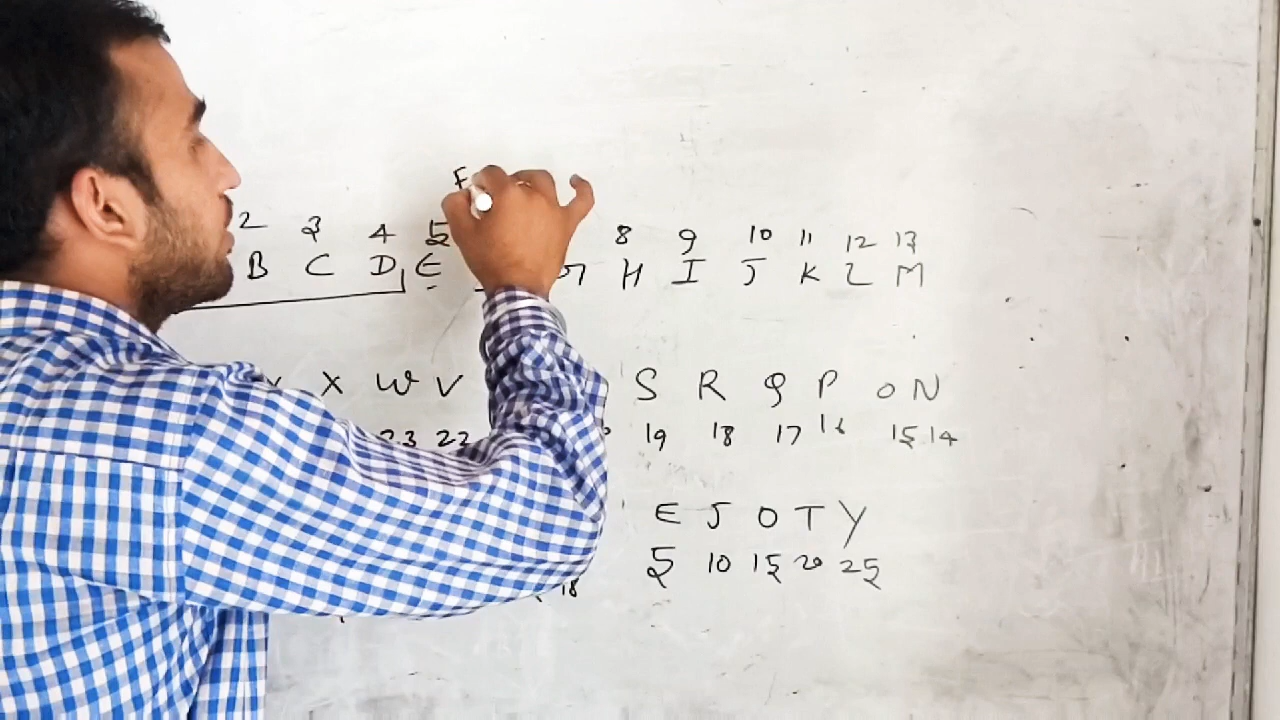 F
2 3 4 5 8 9 10 11 12 13
B C D E G H I J K L M
X W V S R Q P O N
23 22 19 18 17 16 15 14
E J O T Y
5 10 15 20 25
18